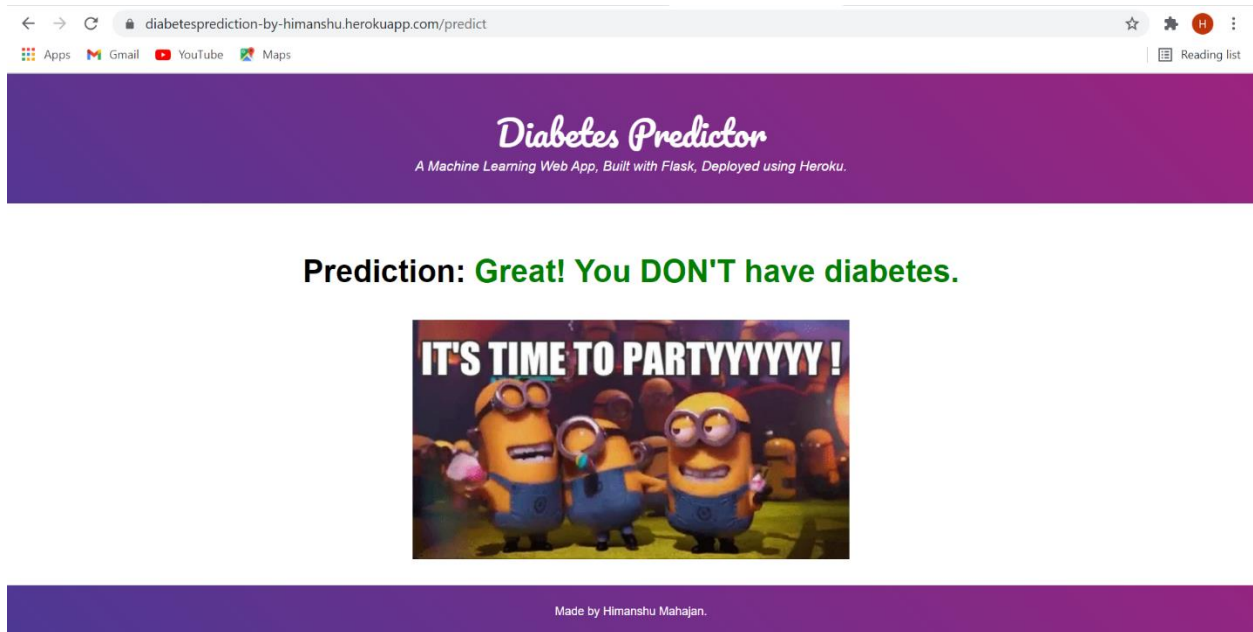 diabetesprediction-by-himanshu.herokuapp.com/predict
H
Apps Gmail YouTube Maps Reading list
Diabetes Predictor
A Machine Learning Web App, Built with Flask, Deployed using Heroku.
Prediction: Great! You DON'T have diabetes.
IT'S TIME TO PARTYYYYYY !
Made by Himanshu Mahajan.